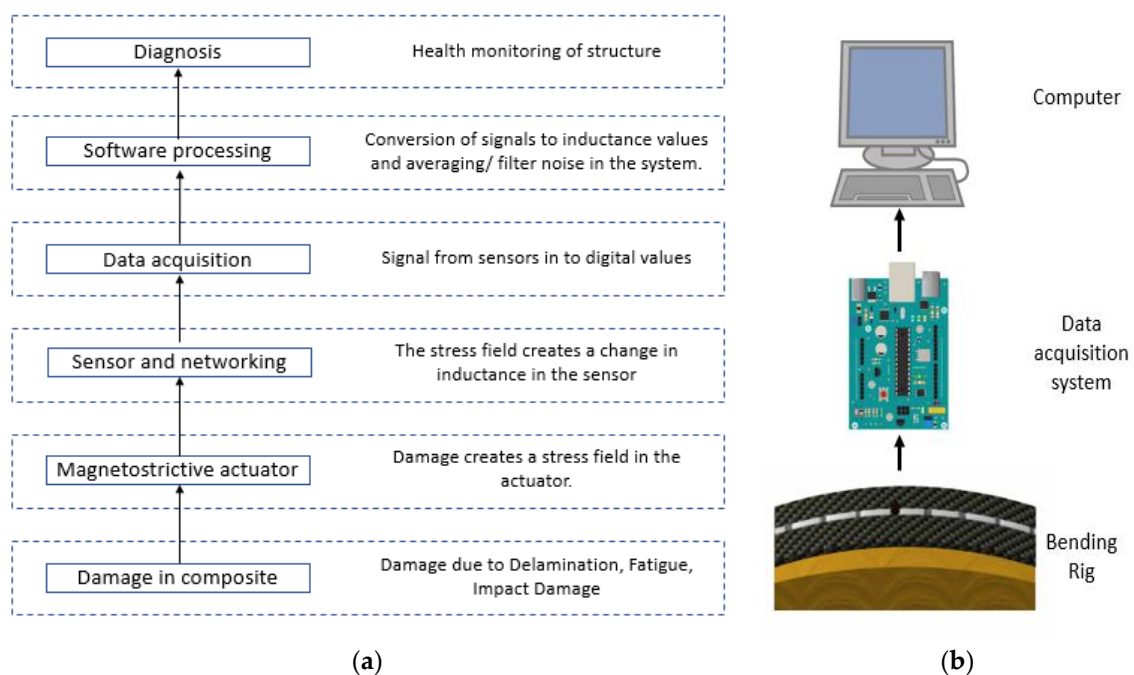 Diagnosis
Health monitoring of structure
Software processing
Conversion of signals to inductance values
and averaging/ filter noise in the system.
Data acquisition
Signal from sensors in to digital values
Sensor and networking
The stress field creates a change in
inductance in the sensor
Magnetostrictive actuator
Damage creates a stress field in the
actuator.
Damage in composite
Damage due to Delamination, Fatigue,
Impact Damage
(a)
Computer
Data
acquisition
system
Bending
Rig
(b)